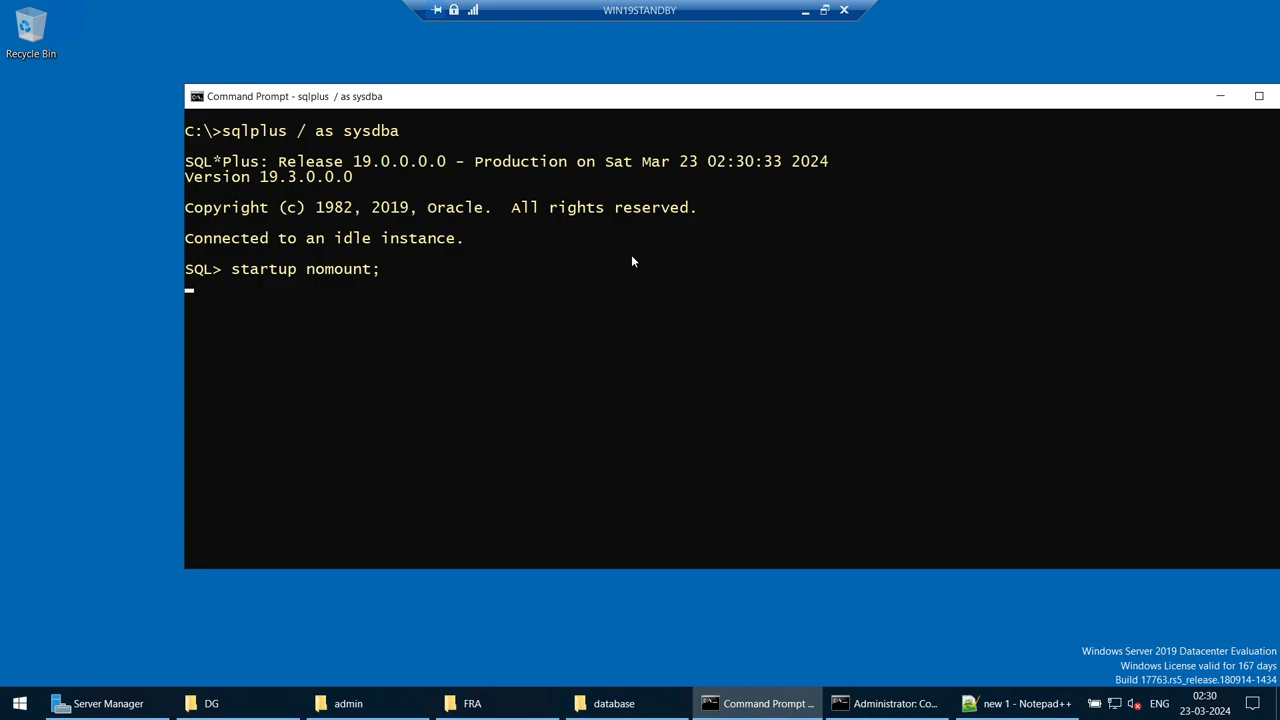 WIN19STANDBY
Recycle Bin
Command Prompt - sqlplus / as sysdba
C:\>sqlplus / as sysdba
SQL*Plus: Release 19.0.0.0.0 - Production on Sat Mar 23 02:30:33 2024
Version 19.3.0.0.0
Copyright (c) 1982, 2019, Oracle.  All rights reserved.
Connected to an idle instance.
SQL> startup nomount;
Windows Server 2019 Datacenter Evaluation
Windows License valid for 167 days
Build 17763.rs5_release.180914-1434
Server Manager
DG
admin
FRA
database
Command Prompt ...
Administrator: Co...
new 1 - Notepad++
ENG
02:30
23-03-2024